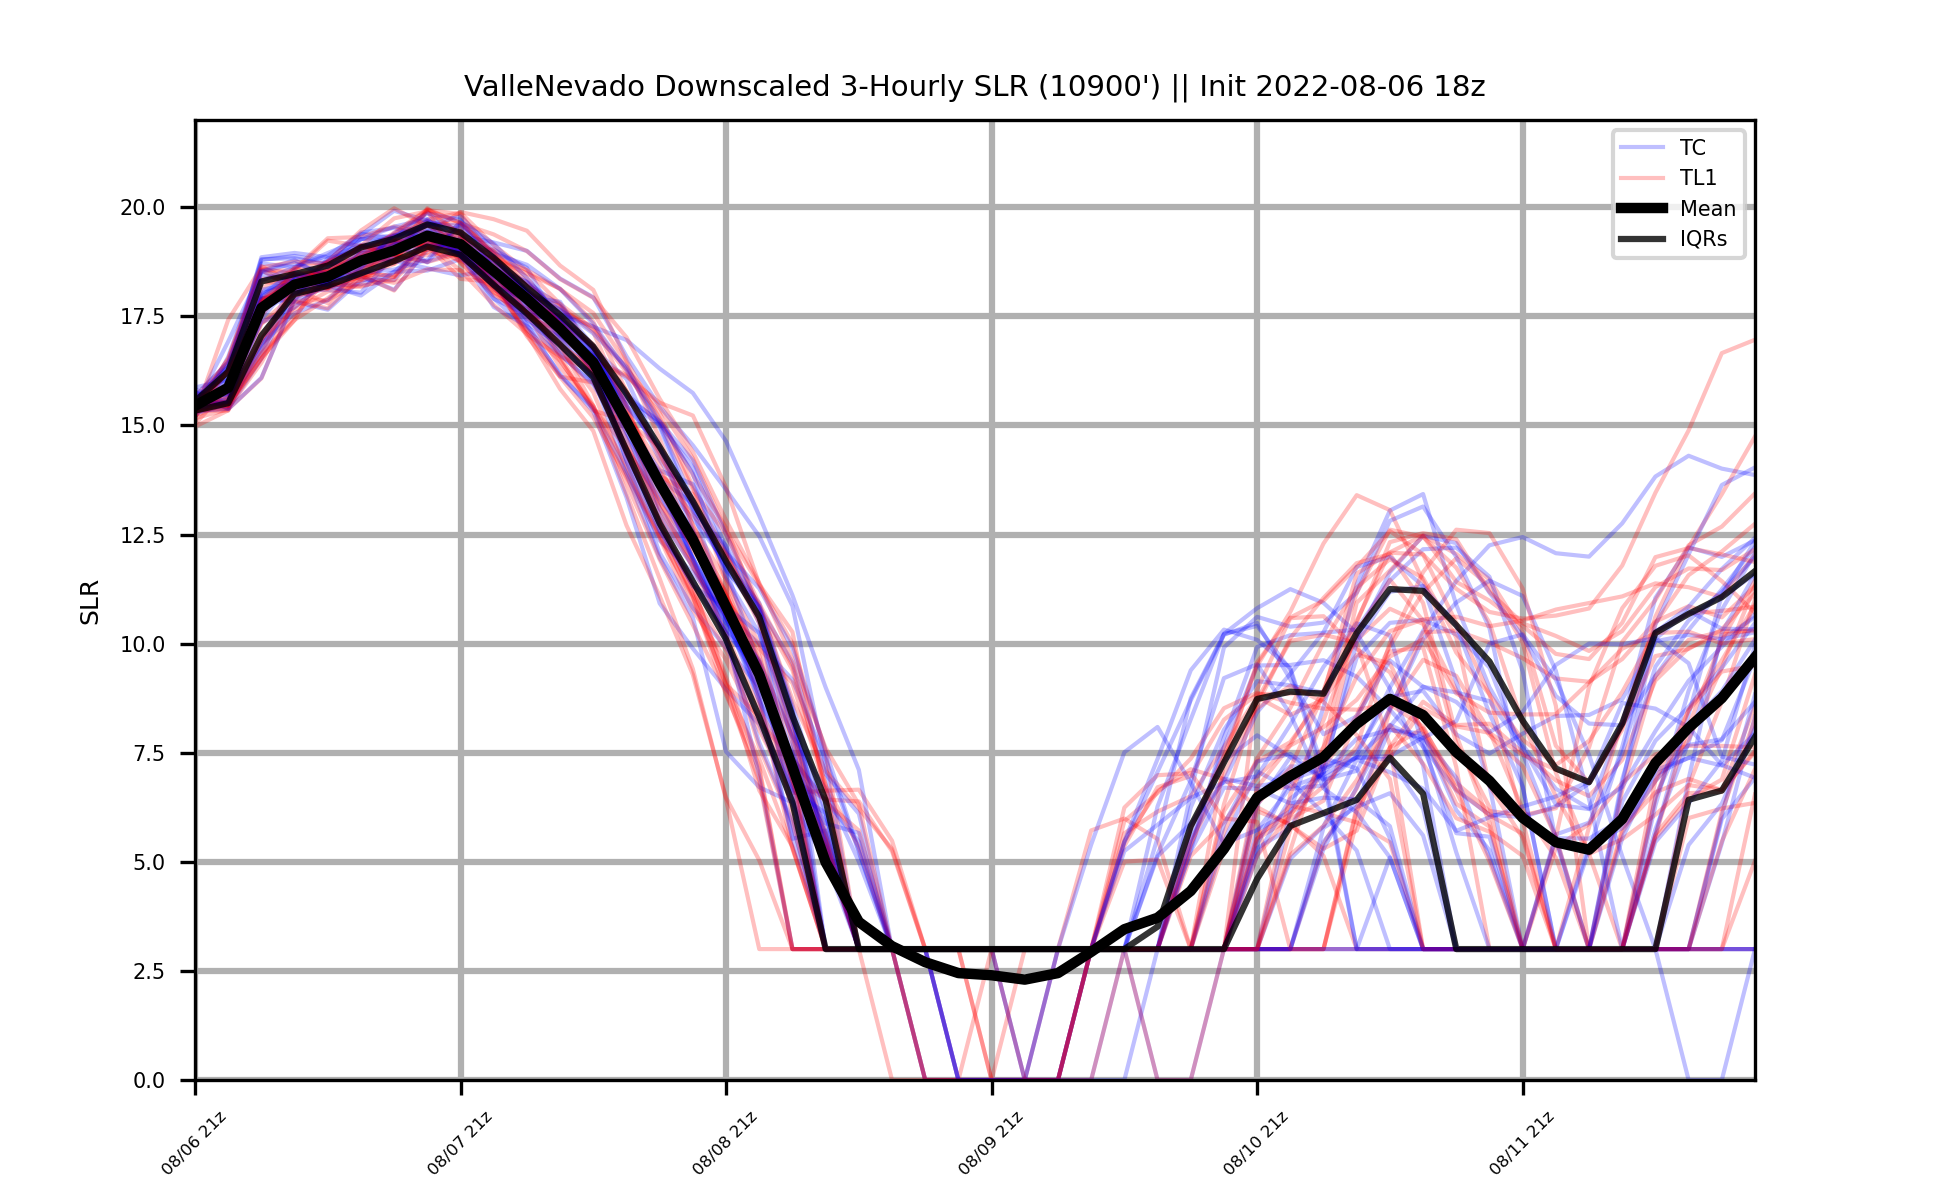 ValleNevado Downscaled 3-Hourly SLR (10900') || Init 2022-08-06 18z
TC
TL1
Mean
IQRs
SLR
20.0
17.5
15.0
12.5
10.0
7.5
5.0
2.5
0.0
08/06 21z
08/07 21z
08/08 21z
08/09 21z
08/10 21z
08/11 21z